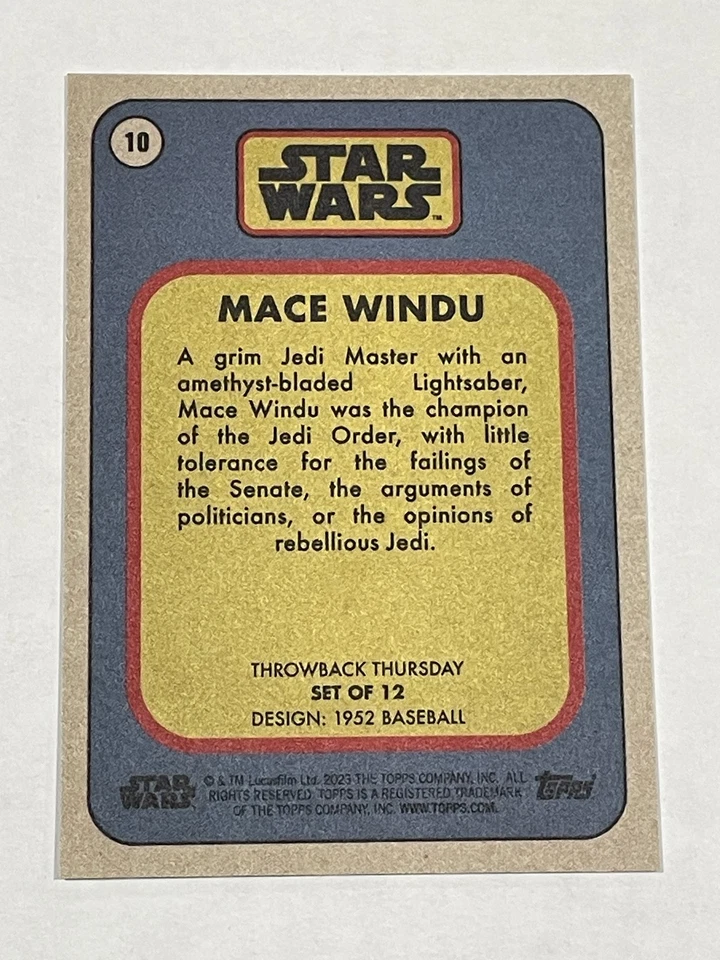 10
STAR
WARS™
MACE WINDU
A grim Jedi Master with an
amethyst-bladed Lightsaber,
Mace Windu was the champion
of the Jedi Order, with little
tolerance for the failings of
the Senate, the arguments of
politicians, or the opinions of
rebellious Jedi.
THROWBACK THURSDAY
SET OF 12
DESIGN: 1952 BASEBALL
STAR
WARS
© & TM Lucasfilm Ltd. 2023 THE TOPPS COMPANY, INC. ALL
RIGHTS RESERVED. TOPPS IS A REGISTERED TRADEMARK
OF THE TOPPS COMPANY, INC. WWW.TOPPS.COM.
TOPPS